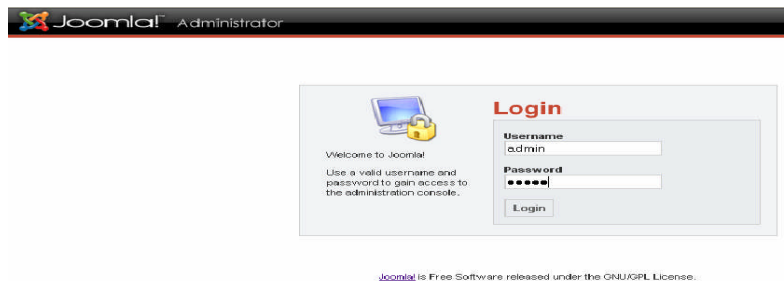 Joomla!™ Administrator
Login
Welcome to Joomla!
Use a valid username and
password to gain access to
the administration console.
Username
admin
Password
•••••
Login
Joomla! is Free Software released under the GNU/GPL License.